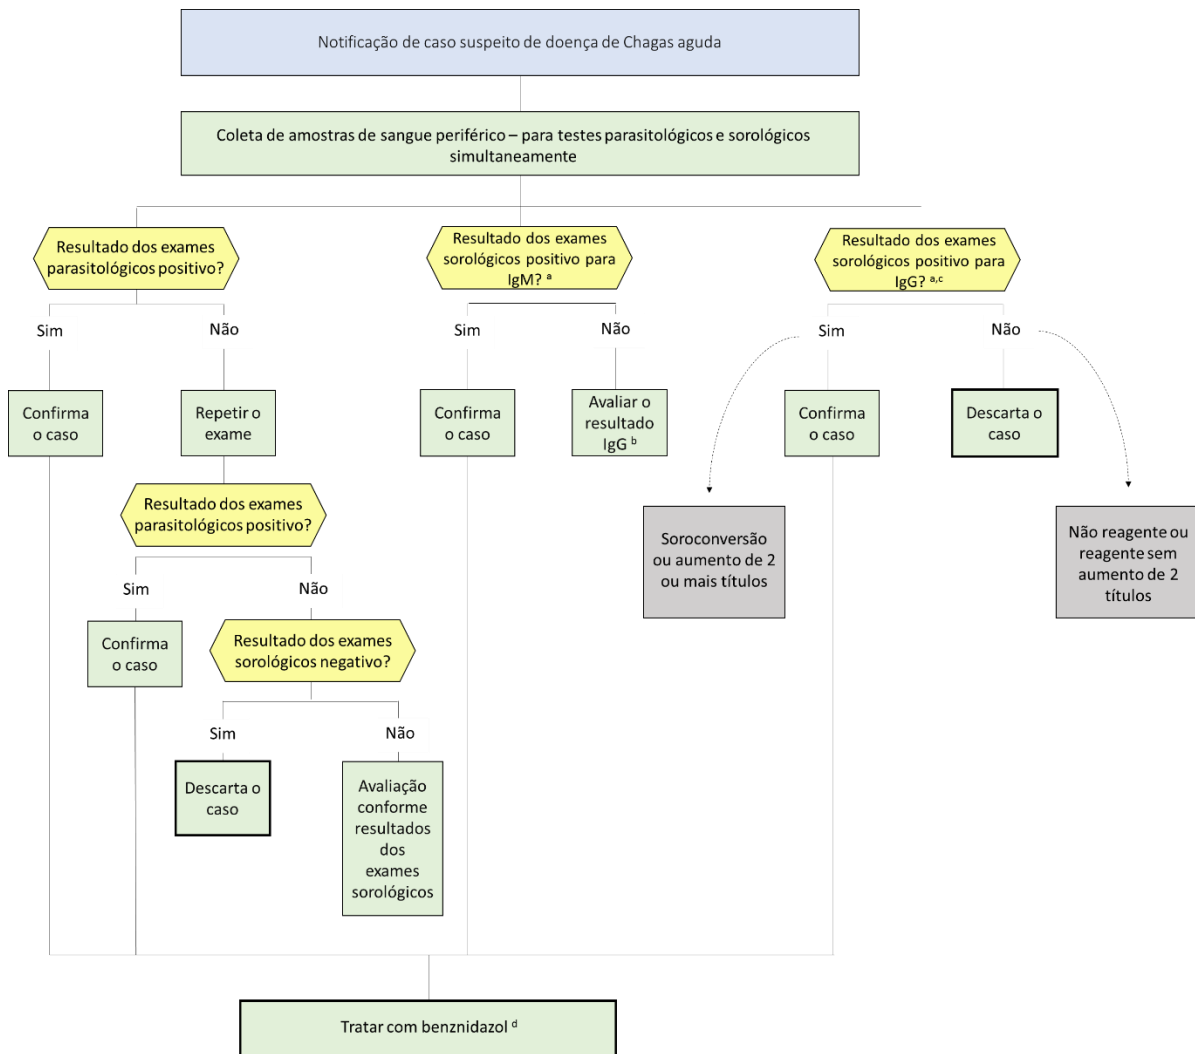 Notificação de caso suspeito de doença de Chagas aguda
Coleta de amostras de sangue periférico – para testes parasitológicos e sorológicos
simultaneamente
Resultado dos exames
parasitológicos positivo?
Resultado dos exames
sorológicos positivo para
IgM? a
Resultado dos exames
sorológicos positivo para
IgG? a,c
Sim
Não
Sim
Não
Sim
Não
Confirma
o caso
Repetir o
exame
Confirma
o caso
Avaliar o
resultado
IgG b
Confirma
o caso
Descarta o
caso
Resultado dos exames
parasitológicos positivo?
Soroconversão
ou aumento de 2
ou mais títulos
Não reagente ou
reagente sem
aumento de 2
títulos
Sim
Não
Confirma
o caso
Resultado dos exames
sorológicos negativo?
Sim
Não
Descarta o
caso
Avaliação
conforme
resultados
dos
exames
sorológicos
Tratar com benznidazol d